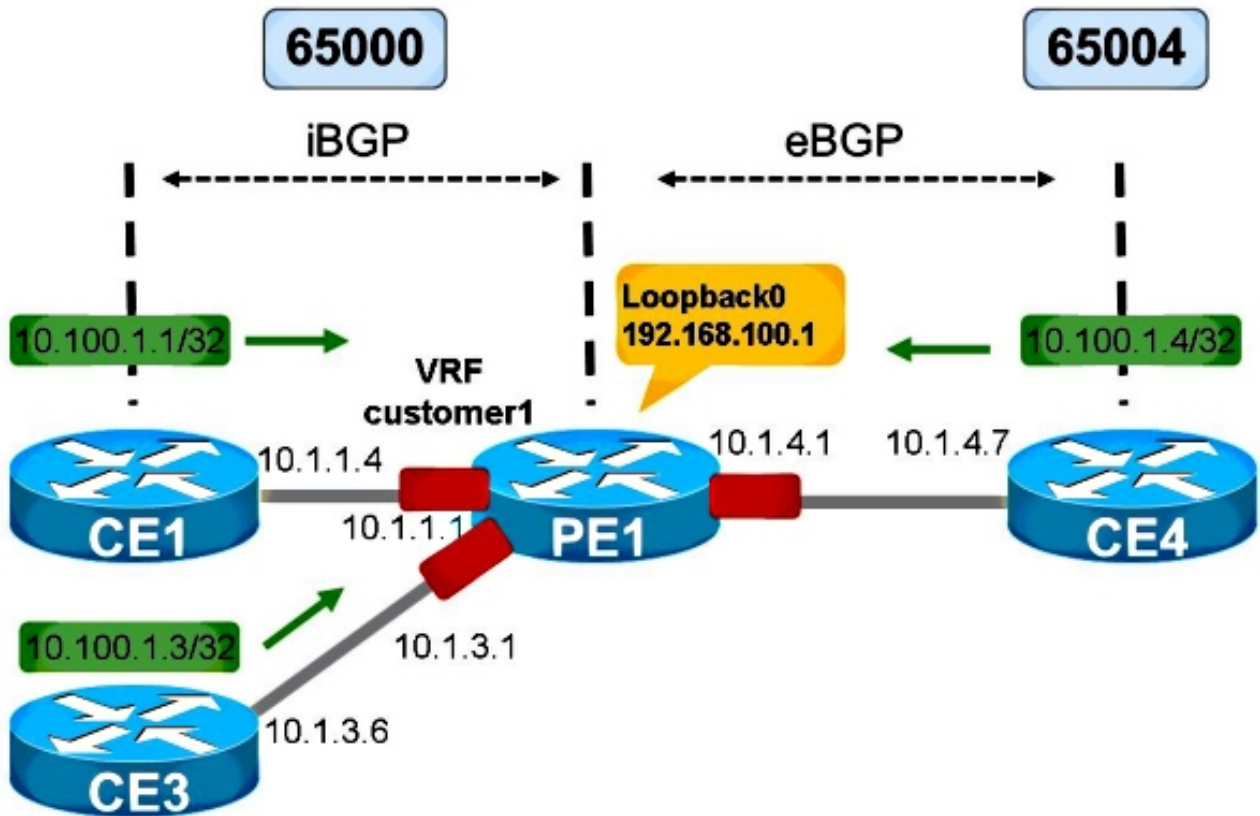 65000
65004
iBGP
eBGP
Loopback0
192.168.100.1
10.100.1.1/32
10.100.1.4/32
VRF
customer1
10.1.1.4
10.1.4.1
10.1.4.7
10.1.1.1
CE1
PE1
CE4
10.100.1.3/32
10.1.3.1
10.1.3.6
CE3